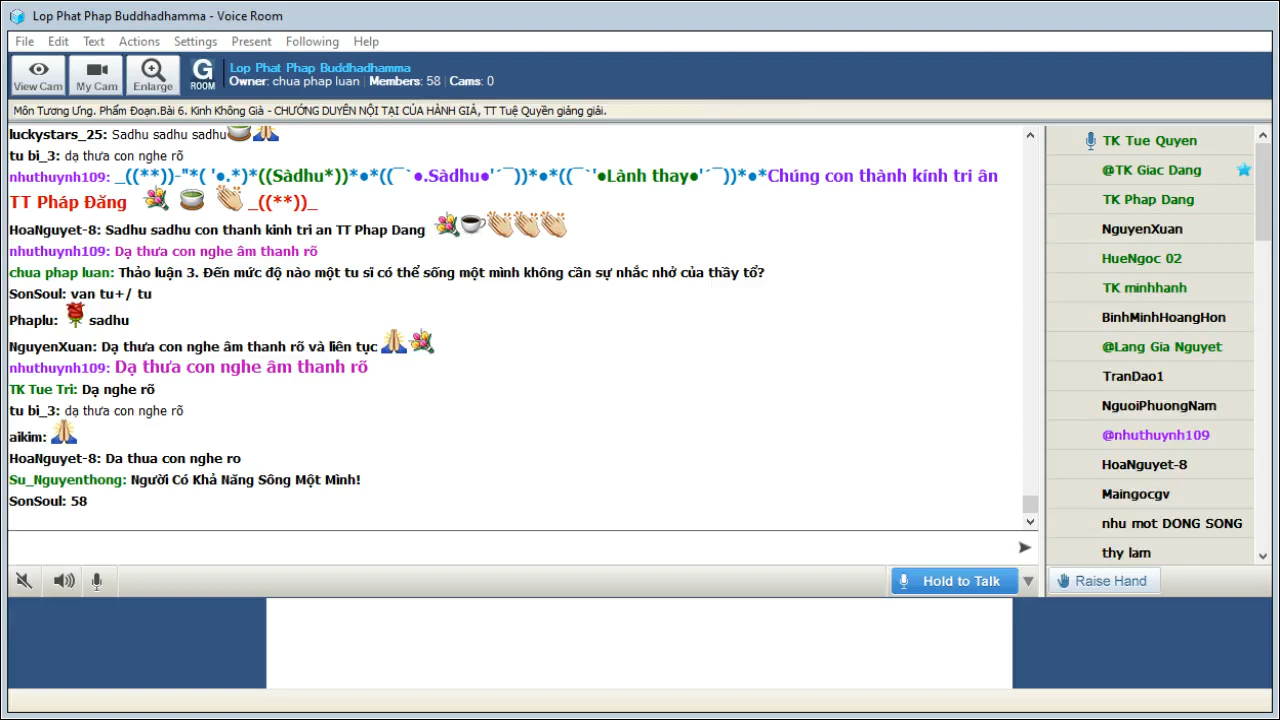 Lop Phat Phap Buddhadhamma - Voice Room
File Edit Text Actions Settings Present Following Help
View Cam My Cam Enlarge G ROOM
Lop Phat Phap Buddhadhamma
Owner: chua phap luan | Members: 58 | Cams: 0
Môn Tương Ưng. Phẩm Đoạn.Bài 6. Kinh Không Già - CHƯỚNG DUYÊN NỘI TẠI CỦA HÀNH GIẢ, TT Tuệ Quyền giảng giải.
luckystars_25: Sadhu sadhu sadhu
tu bi_3: dạ thưa con nghe rõ
nhuthuynh109: _((**))-"*( '●.*)*((Sàdhu*))*●*((¯`●.Sàdhu●'´¯))*●*((¯`'●Lành thay●'´¯))*●*Chúng con thành kính tri ân
TT Pháp Đăng _((**))_
HoaNguyet-8: Sadhu sadhu con thanh kinh tri an TT Phap Dang
nhuthuynh109: Dạ thưa con nghe âm thanh rõ
chua phap luan: Thảo luận 3. Đến mức độ nào một tu sĩ có thể sống một mình không cần sự nhắc nhở của thầy tổ?
SonSoul: van tu+/ tu
Phaplu: sadhu
NguyenXuan: Dạ thưa con nghe âm thanh rõ và liên tục
nhuthuynh109: Dạ thưa con nghe âm thanh rõ
TK Tue Tri: Dạ nghe rõ
tu bi_3: dạ thưa con nghe rõ
aikim:
HoaNguyet-8: Da thua con nghe ro
Su_Nguyenthong: Người Có Khả Năng Sông Một Mình!
SonSoul: 58
TK Tue Quyen
@TK Giac Dang
TK Phap Dang
NguyenXuan
HueNgoc 02
TK minhhanh
BinhMinhHoangHon
@Lang Gia Nguyet
TranDao1
NguoiPhuongNam
@nhuthuynh109
HoaNguyet-8
Maingocgv
nhu mot DONG SONG
thy lam
Hold to Talk
Raise Hand